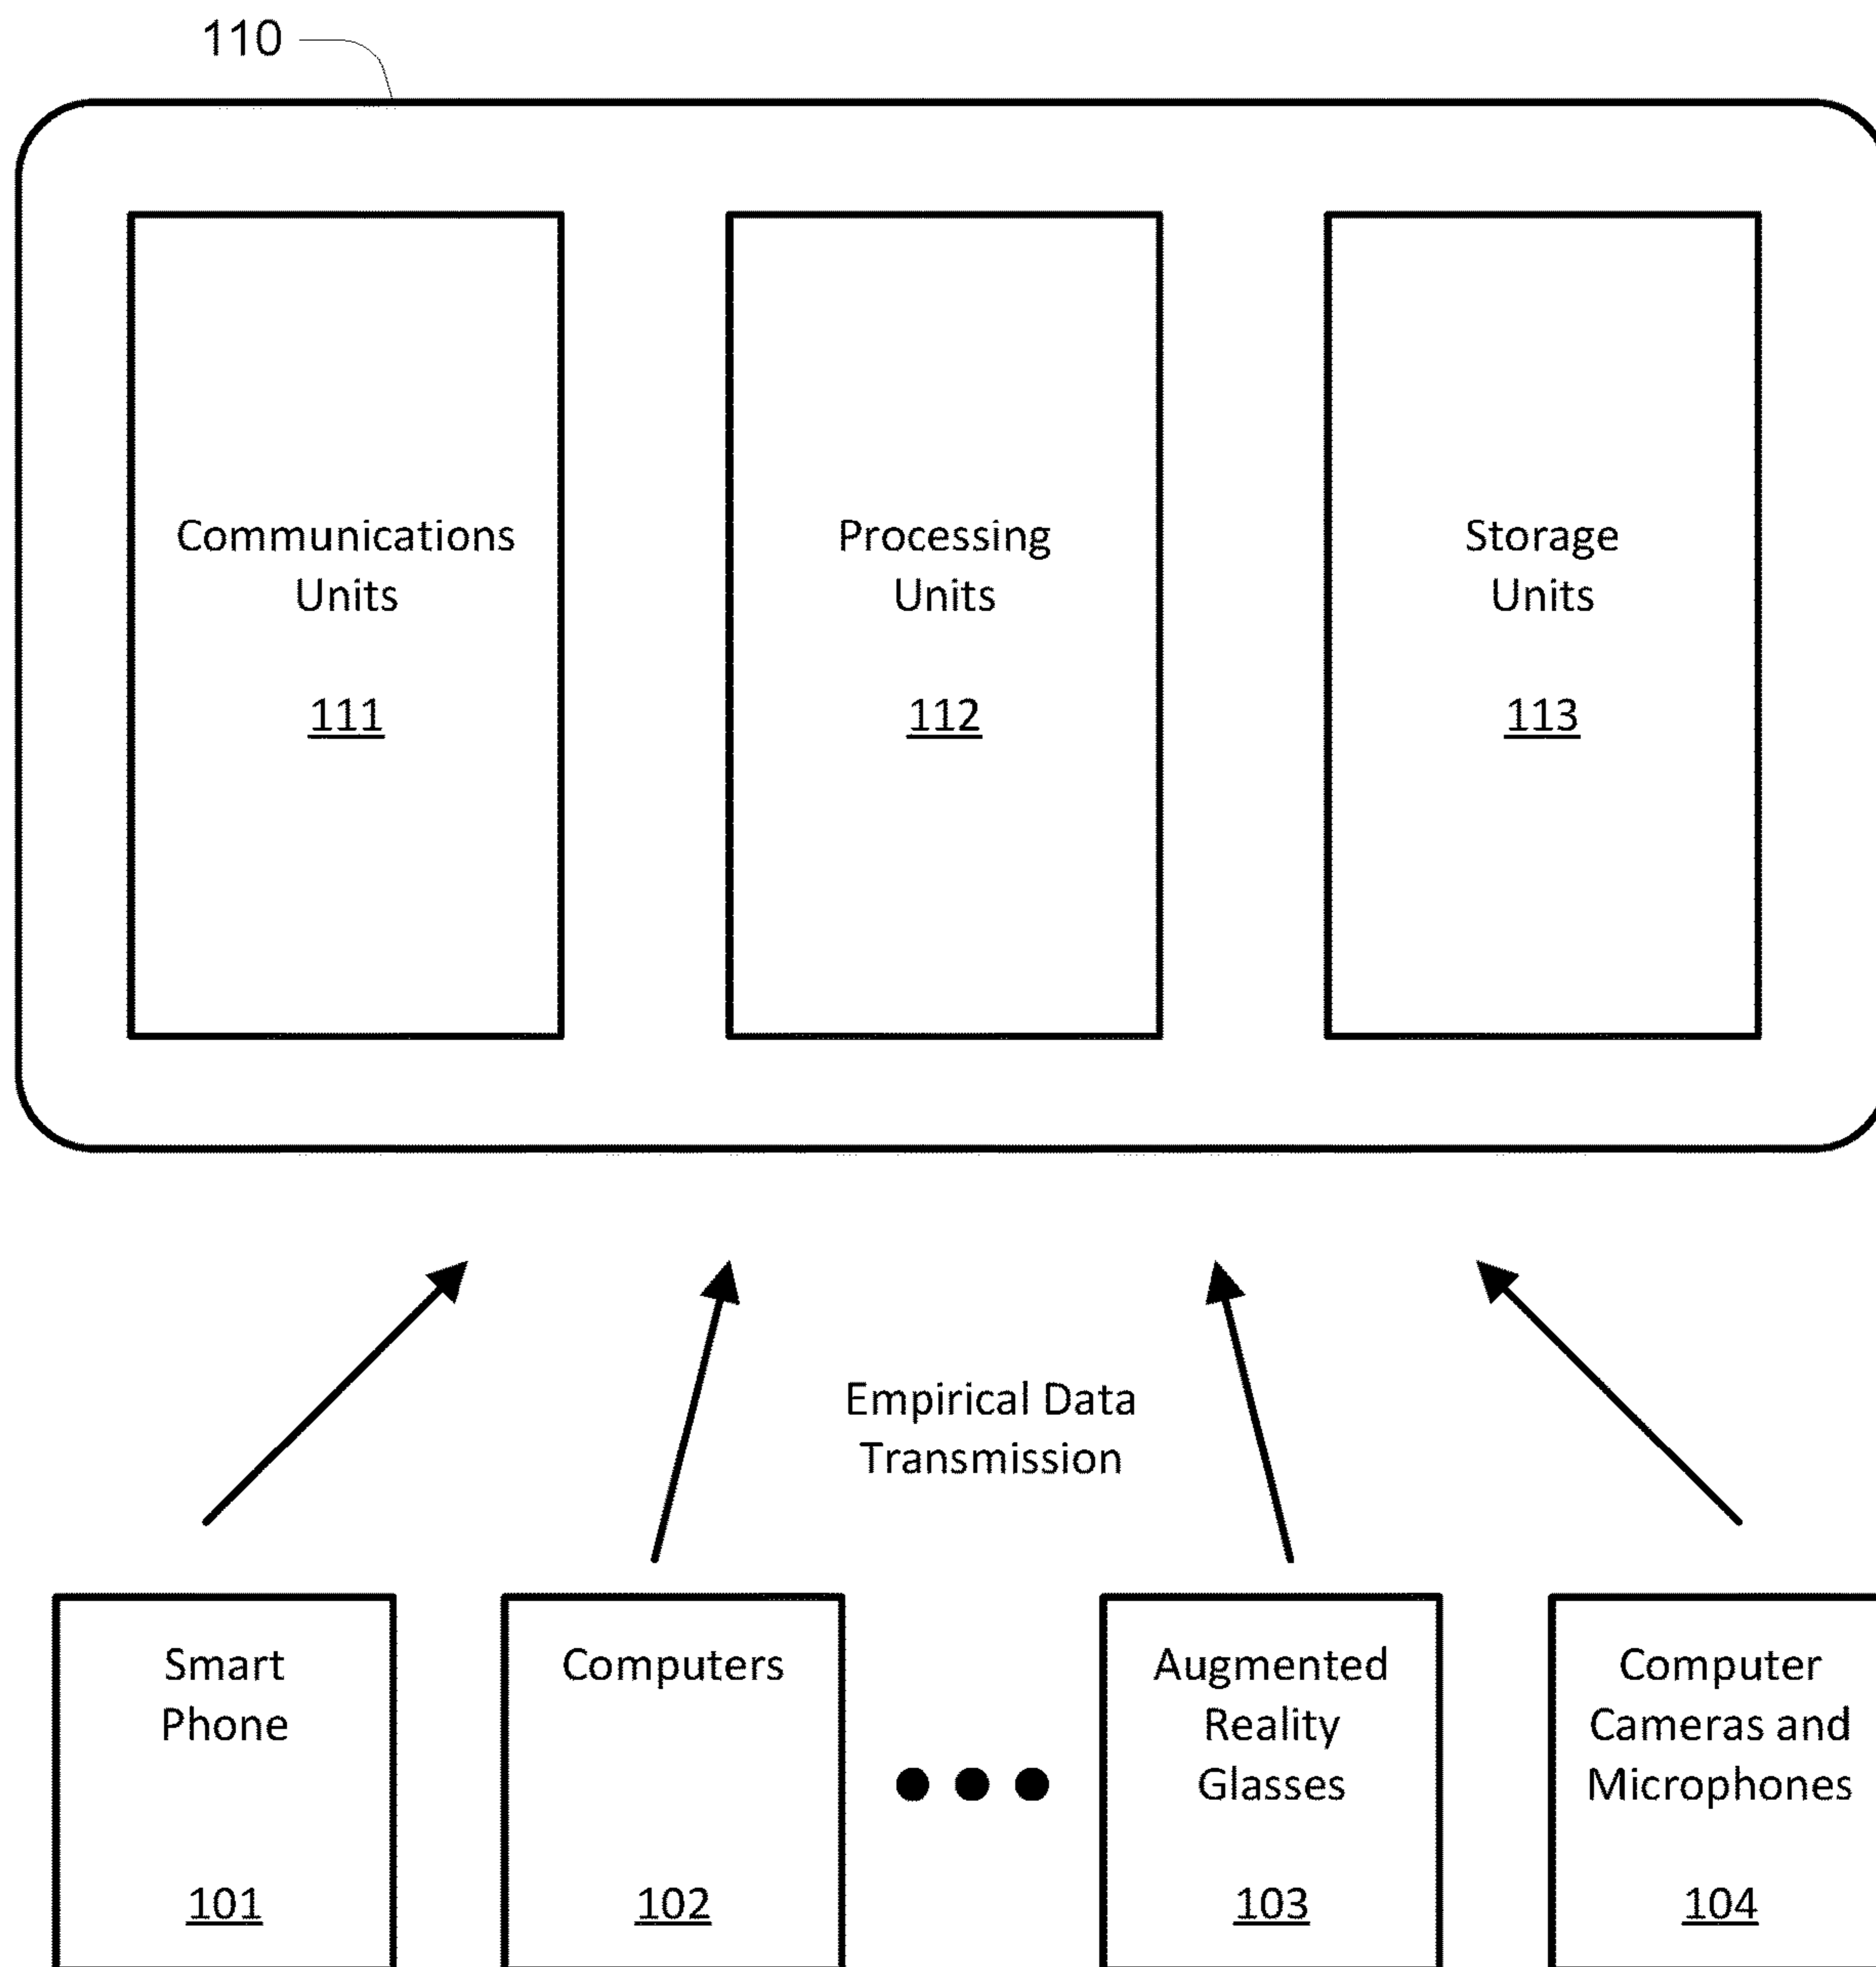 110
Communications
Units
111
Processing
Units
112
Storage
Units
113
Empirical Data
Transmission
Smart
Phone
101
Computers
102
Augmented
Reality
Glasses
103
Computer
Cameras and
Microphones
104